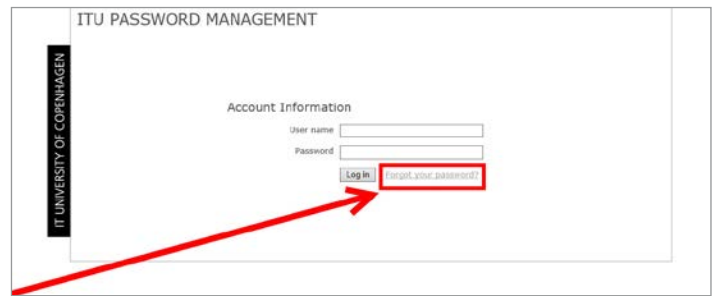 ITU PASSWORD MANAGEMENT
IT UNIVERSITY OF COPENHAGEN
Account Information
User name
Password
Log in Forgot your password?